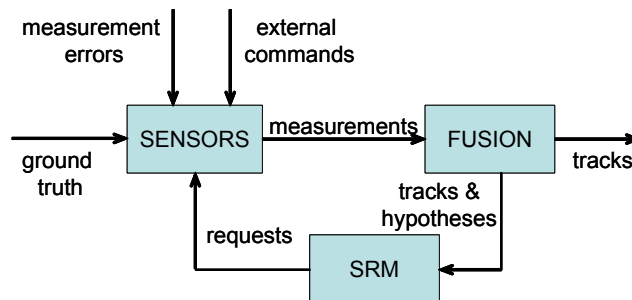 measurement
errors
external
commands
SENSORS
measurements
FUSION
ground
truth
tracks
tracks &
hypotheses
requests
SRM